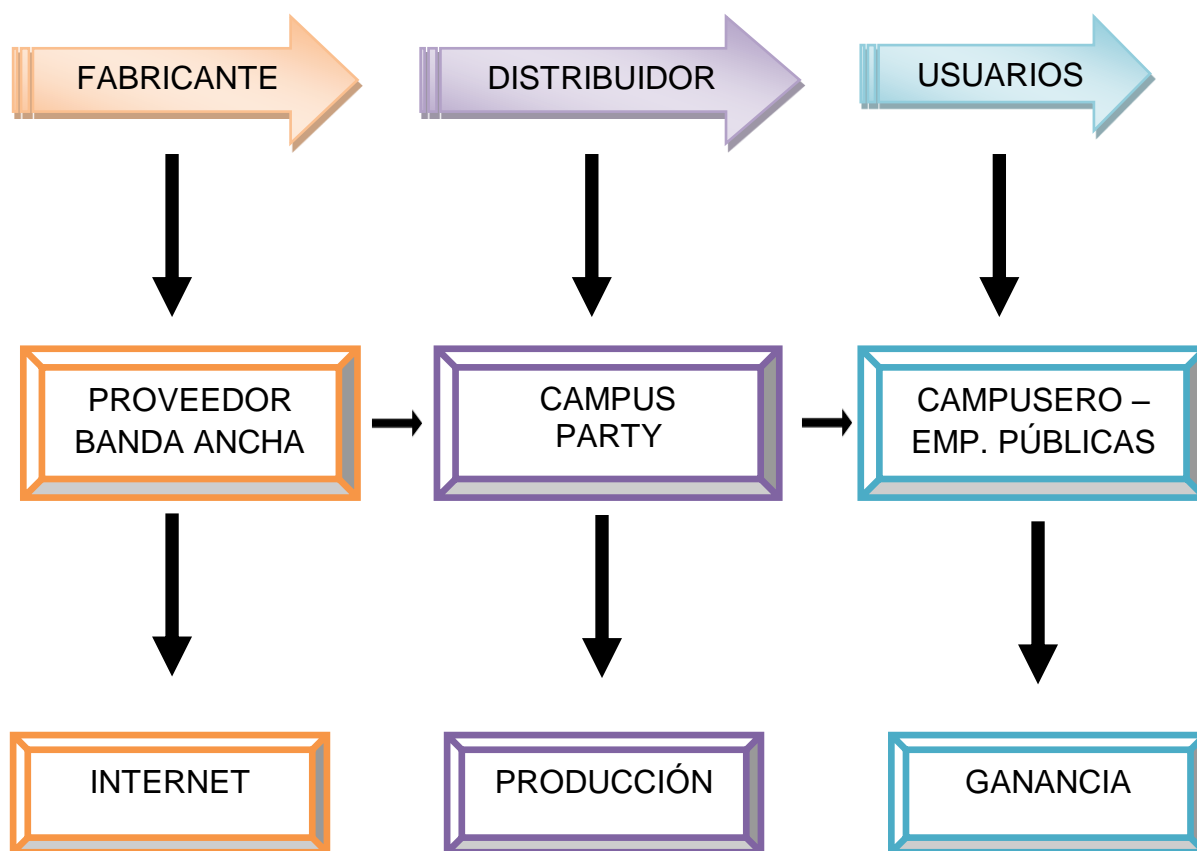 FABRICANTE
DISTRIBUIDOR
USUARIOS
PROVEEDOR
BANDA ANCHA
CAMPUS
PARTY
CAMPUSERO –
EMP. PÚBLICAS
INTERNET
PRODUCCIÓN
GANANCIA